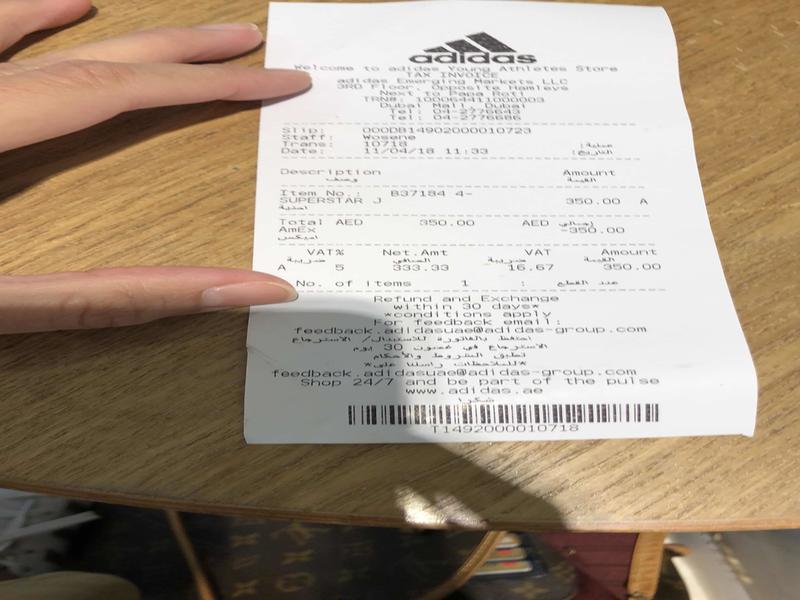 adidas
Welcome to adidas Young Athletes Store
TAX INVOICE
adidas Emerging Markets LLC
3RD Floor, Opposite Hamleys
Next to Papa Roti
TRN#: 100064411000003
Dubai Mall, Dubai
Tel: 04-2776643
Tel: 04-2776686
Slip: 000DB14902000010723
Staff: Wosene
Trans: 10718 عملية:
Date: 11/04/18 11:33 التاريخ:
Description Amount
وصف القيمة
Item No.: B37184 4-
SUPERSTAR J 350.00 A
Total AED 350.00 AED إجمالي
AmEx -350.00
اميكس
VAT% Net.Amt VAT Amount
ضريبة الصافي ضريبة القيمة
A 5 333.33 16.67 350.00
No. of items 1 : عدد القطع
Refund and Exchange
within 30 days*
*conditions apply
For feedback email:
feedback.adidasuae@adidas-group.com
احتفظ بالفاتورة للاستبدال/ الاسترجاع
الاسترجاع في غضون 30 يوم
تطبق الشروط والأحكام
*للملاحظات راسلنا على*
feedback.adidasuae@adidas-group.com
Shop 24/7 and be part of the pulse
www.adidas.ae
شكرا
T1492000010718